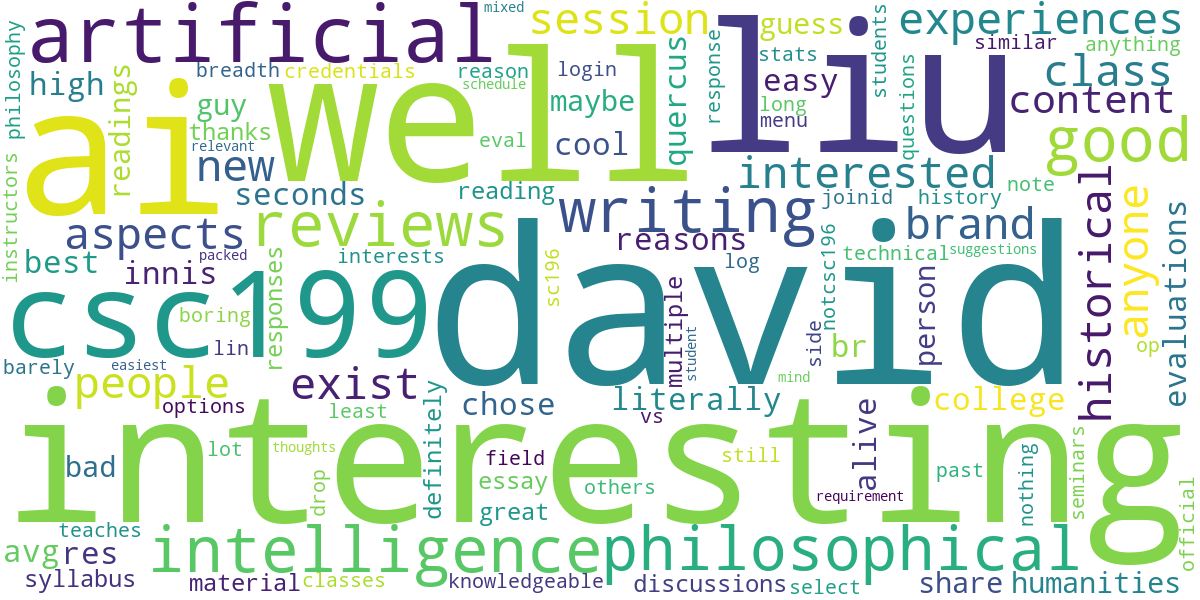 philosophy
mixed
artificial
session
guess
experiences
similar
anything
stats
students
high
breadth
credentials
reason
login
schedule
response
easy
class
content
readings
guy
thanks
relevant
ai
well
eval
maybe
cool
quercus
liu
long
menu
questions
good
new
seconds
reading
interested
joinid
history
note
instructors
aspects
packed
reviews
writing
reasons
log
brand
historical
anyone
evaluations
best
innis
interests
sc196
technical
suggestions
notcsc196
csc199
boring
lin
responses
david
multiple
student
side
person
br
op
barely
easiest
people
options
exist
least
definitely
chose
literally
vs
mind
college
alive
bad
lot
thoughts
drop
field
essay
others
great
still
requirement
past
nothing
seminars
official
interesting
teaches
avg
res
intelligence
philosophical
syllabus
material
classes
knowledgeable
discussions
select
share
humanities